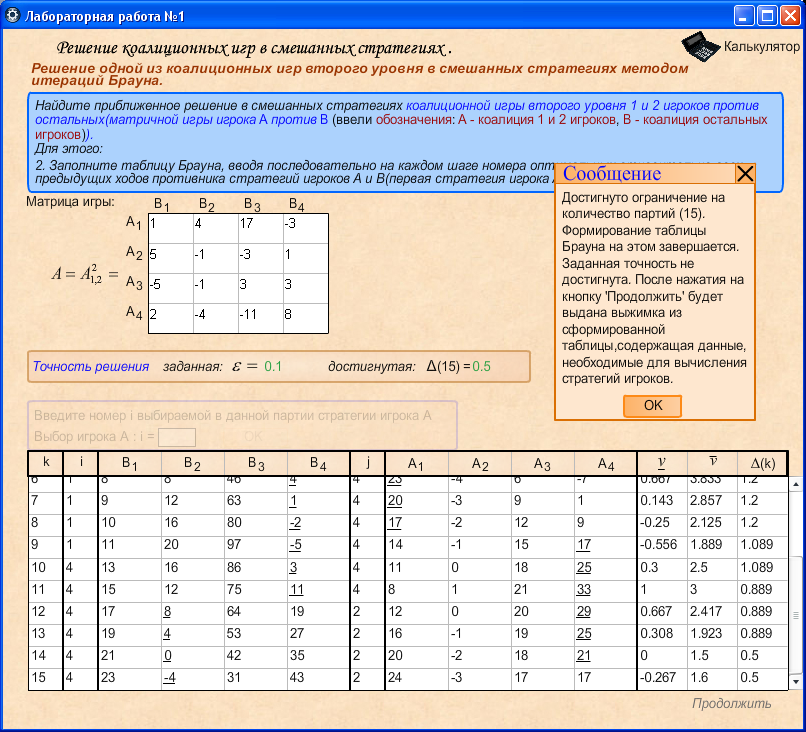 Лабораторная работа №1
Решение коалиционных игр в смешанных стратегиях .
Калькулятор
Решение одной из коалиционных игр второго уровня в смешанных стратегиях методом
итераций Брауна.
Найдите приближенное решение в смешанных стратегиях коалиционной игры второго уровня 1 и 2 игроков против
остальных(матричной игры игрока A против B (ввели обозначения: A - коалиция 1 и 2 игроков, B - коалиция остальных
игроков)).
Для этого:
2. Заполните таблицу Брауна, вводя последовательно на каждом шаге номера
предыдущих ходов противника стратегий игроков A и B(первая стратегия игрока
Сообщение
Достигнуто ограничение на
количество партий (15).
Формирование таблицы
Брауна на этом завершается.
Заданная точность не
достигнута. После нажатия на
кнопку 'Продолжить' будет
выдана выжимка из
сформированной
таблицы,содержащая данные,
необходимые для вычисления
стратегий игроков.
OK
Матрица игры: B1 B2 B3 B4
A1 1 4 17 -3
A2 5 -1 -3 1
A = A²1,2 =
A3 -5 -1 3 3
A4 2 -4 -11 8
Точность решения заданная: ε = 0.1 достигнутая: Δ(15) = 0.5
Введите номер i выбираемой в данной партии стратегии игрока A
Выбор игрока A : i = OK
k i B1 B2 B3 B4 j A1 A2 A3 A4 v v Δ(k)
6 1 8 8 46 4 4 23 -4 6 -7 0.667 3.833 1.2
7 1 9 12 63 1 4 20 -3 9 1 0.143 2.857 1.2
8 1 10 16 80 -2 4 17 -2 12 9 -0.25 2.125 1.2
9 1 11 20 97 -5 4 14 -1 15 17 -0.556 1.889 1.089
10 4 13 16 86 3 4 11 0 18 25 0.3 2.5 1.089
11 4 15 12 75 11 4 8 1 21 33 1 3 0.889
12 4 17 8 64 19 2 12 0 20 29 0.667 2.417 0.889
13 4 19 4 53 27 2 16 -1 19 25 0.308 1.923 0.889
14 4 21 0 42 35 2 20 -2 18 21 0 1.5 0.5
15 4 23 -4 31 43 2 24 -3 17 17 -0.267 1.6 0.5
Продолжить